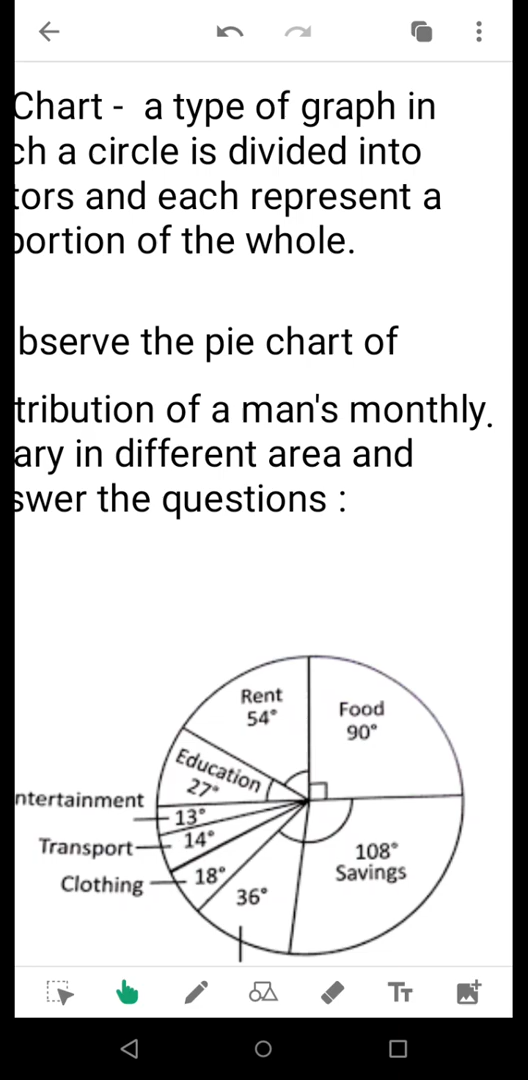 Chart - a type of graph in
ch a circle is divided into
tors and each represent a
portion of the whole.
bserve the pie chart of
tribution of a man's monthly.
ary in different area and
swer the questions :
Rent
54°
Food
90°
Education
27°
ntertainment
13°
Transport
14°
Clothing
18°
36°
108°
Savings
Tт